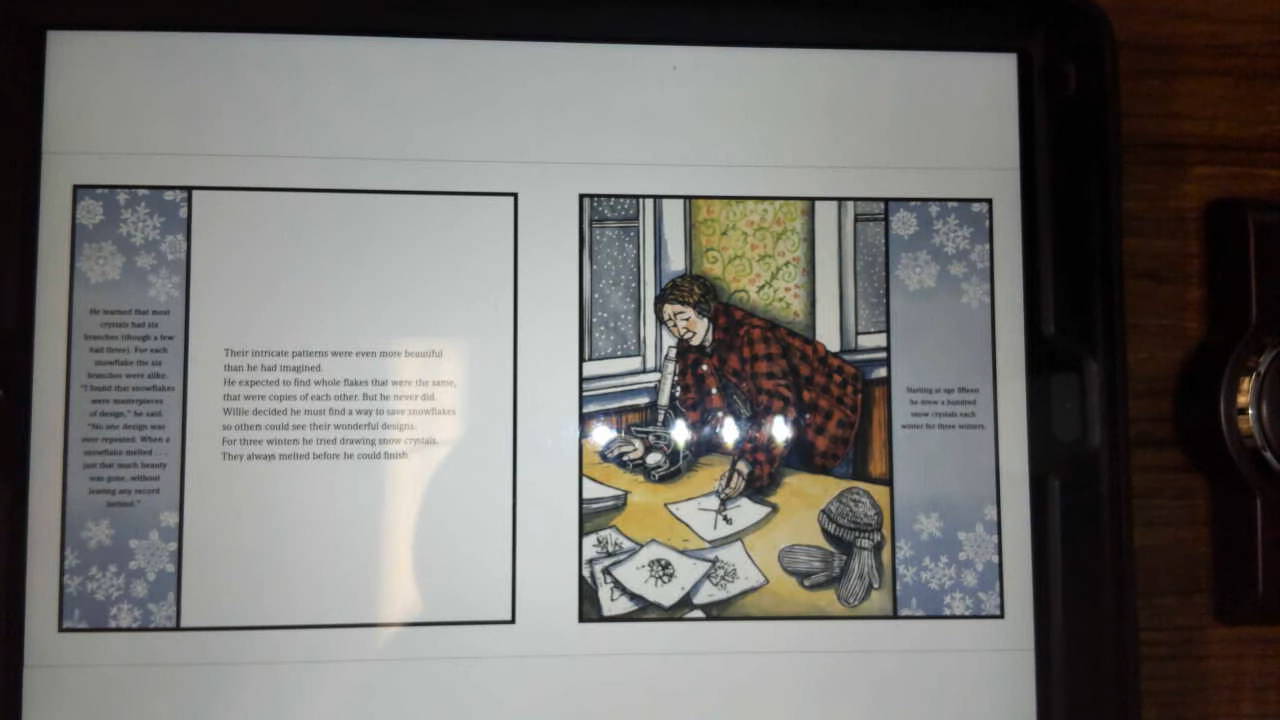 He learned that most
crystals had six
branches (though a few
had three). For each
snowflake the six
branches were alike.
"I found that snowflakes
were masterpieces
of design," he said.
"No one design was
ever repeated. When a
snowflake melted . . .
just that much beauty
was gone, without
leaving any record
behind."
Their intricate patterns were even more beautiful
than he had imagined.
He expected to find whole flakes that were the same,
that were copies of each other. But he never did.
Willie decided he must find a way to save snowflakes
so others could see their wonderful designs.
For three winters he tried drawing snow crystals.
They always melted before he could finish.
Starting at age fifteen
he drew a hundred
snow crystals each
winter for three winters.